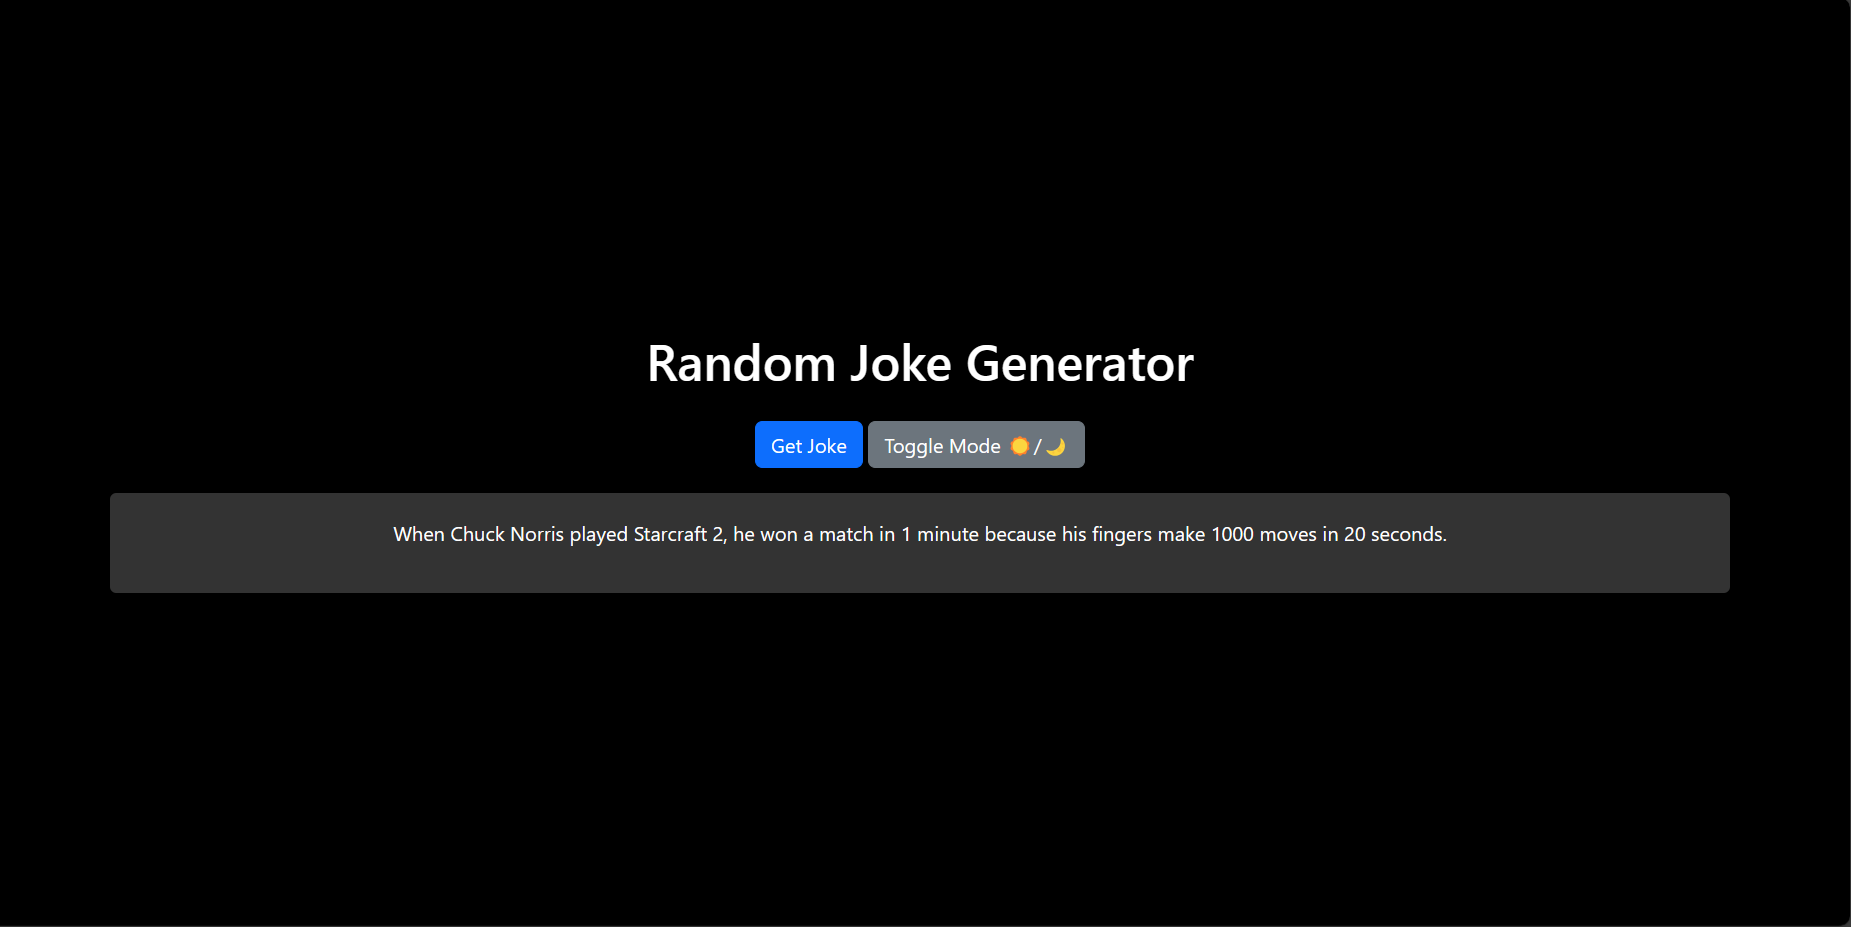 Random Joke Generator
Get Joke
Toggle Mode ☀️/🌙
When Chuck Norris played Starcraft 2, he won a match in 1 minute because his fingers make 1000 moves in 20 seconds.